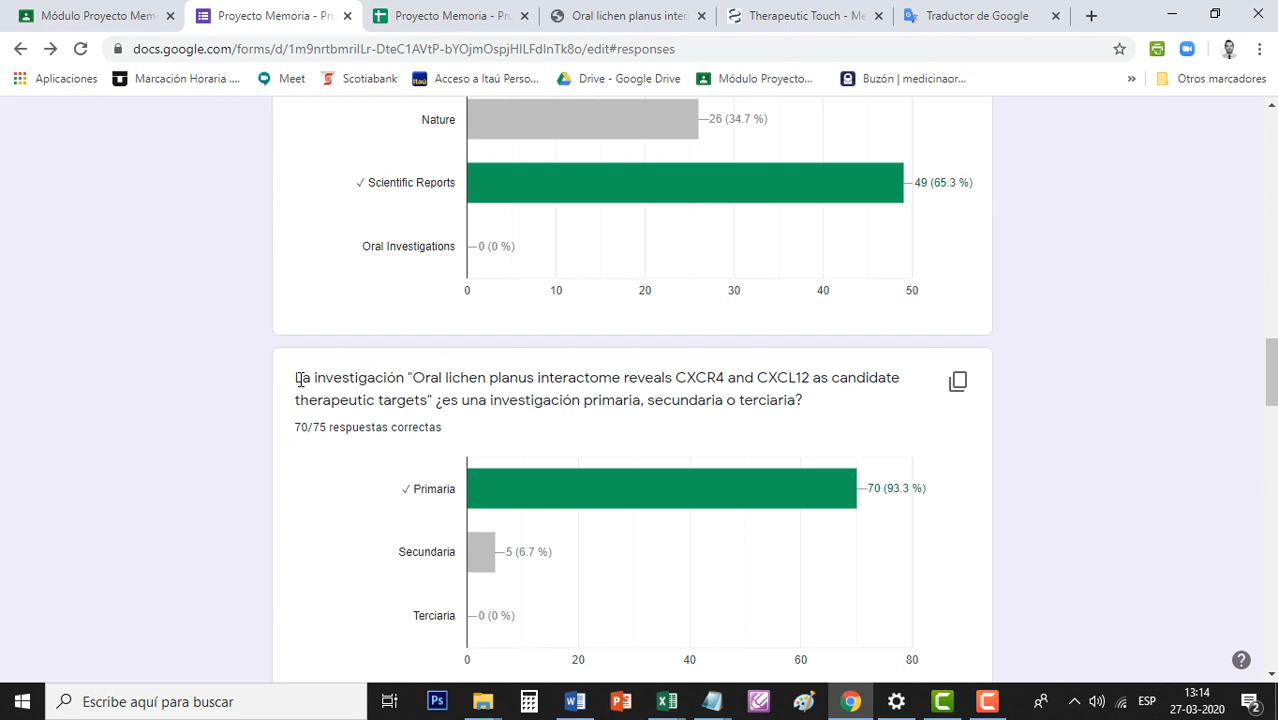 Módulo Proyecto Mem
Proyecto Memoria - Pru
Proyecto Memoria - Pru
Oral lichen planus inter
Therapeutic Touch - Me
Traductor de Google
docs.google.com/forms/d/1m9nrtbmriILr-DteC1AVtP-bYOjmOspjHILFdInTk8o/edit#responses
Aplicaciones
Marcación Horaria ....
Meet
Scotiabank
Acceso a Itaú Perso...
Drive - Google Drive
Módulo Proyecto...
Buzón | medicinaor...
»
Otros marcadores
Nature
26 (34.7 %)
✓ Scientific Reports
49 (65.3 %)
Oral Investigations
0 (0 %)
0 10 20 30 40 50
La investigación "Oral lichen planus interactome reveals CXCR4 and CXCL12 as candidate
therapeutic targets" ¿es una investigación primaria, secundaria o terciaria?
70/75 respuestas correctas
✓ Primaria
70 (93.3 %)
Secundaria
5 (6.7 %)
Terciaria
0 (0 %)
0 20 40 60 80
Escribe aquí para buscar
Ps
ESP
13:14
27-03-2020
2